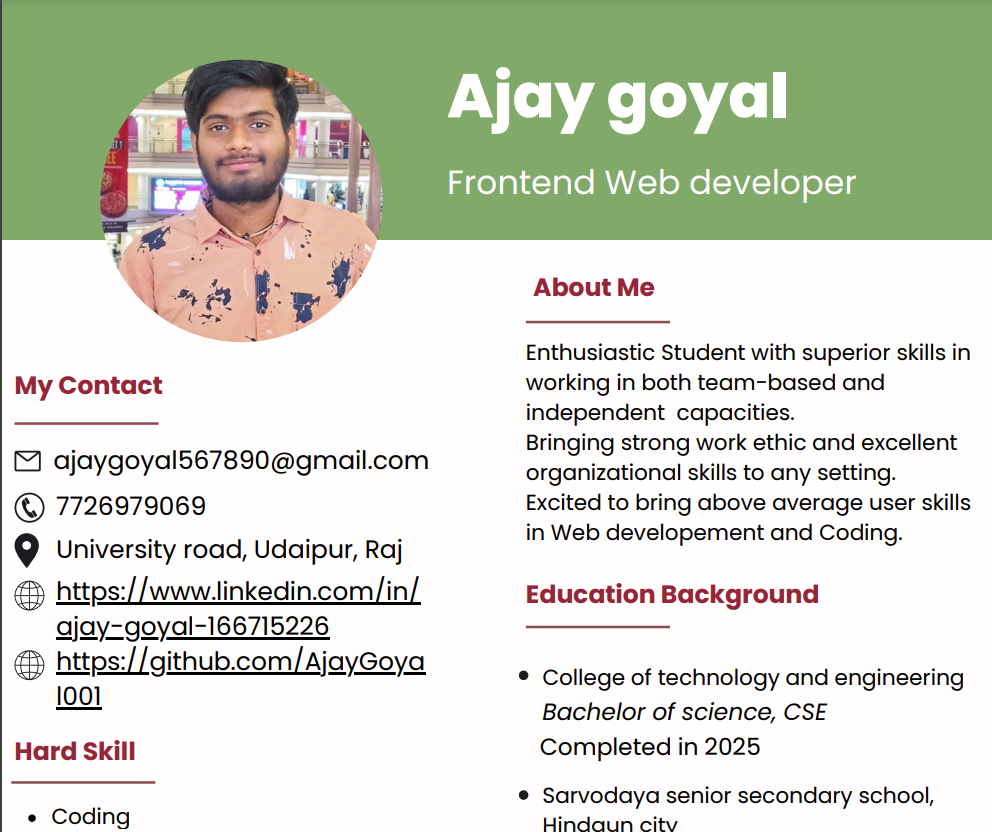 Ajay goyal
Frontend Web developer
My Contact
ajaygoyal567890@gmail.com
7726979069
University road, Udaipur, Raj
https://www.linkedin.com/in/
ajay-goyal-166715226
https://github.com/AjayGoya
l001
Hard Skill
Coding
About Me
Enthusiastic Student with superior skills in
working in both team-based and
independent  capacities.
Bringing strong work ethic and excellent
organizational skills to any setting.
Excited to bring above average user skills
in Web developement and Coding.
Education Background
College of technology and engineering
Bachelor of science, CSE
Completed in 2025
Sarvodaya senior secondary school,
Hindaun city